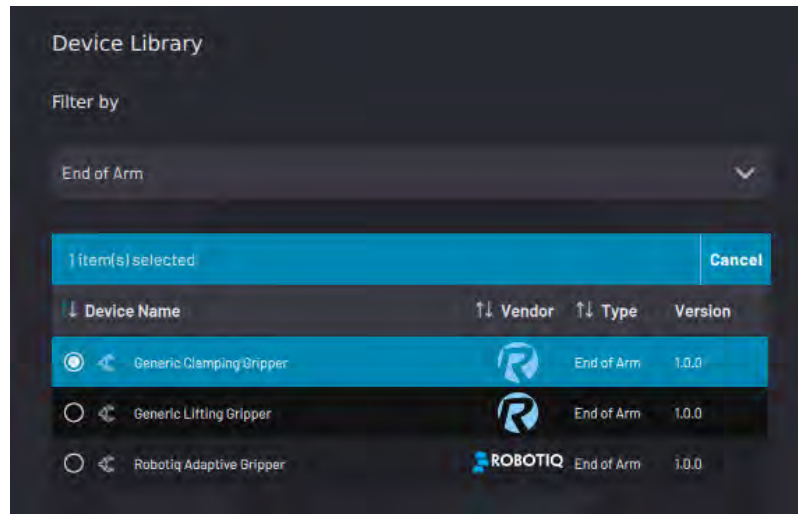 Device Library
Filter by
End of Arm
1 item(s) selected Cancel
Device Name Vendor Type Version
Generic Clamping Gripper R End of Arm 1.0.0
Generic Lifting Gripper R End of Arm 1.0.0
Robotiq Adaptive Gripper ROBOTIQ End of Arm 1.0.0